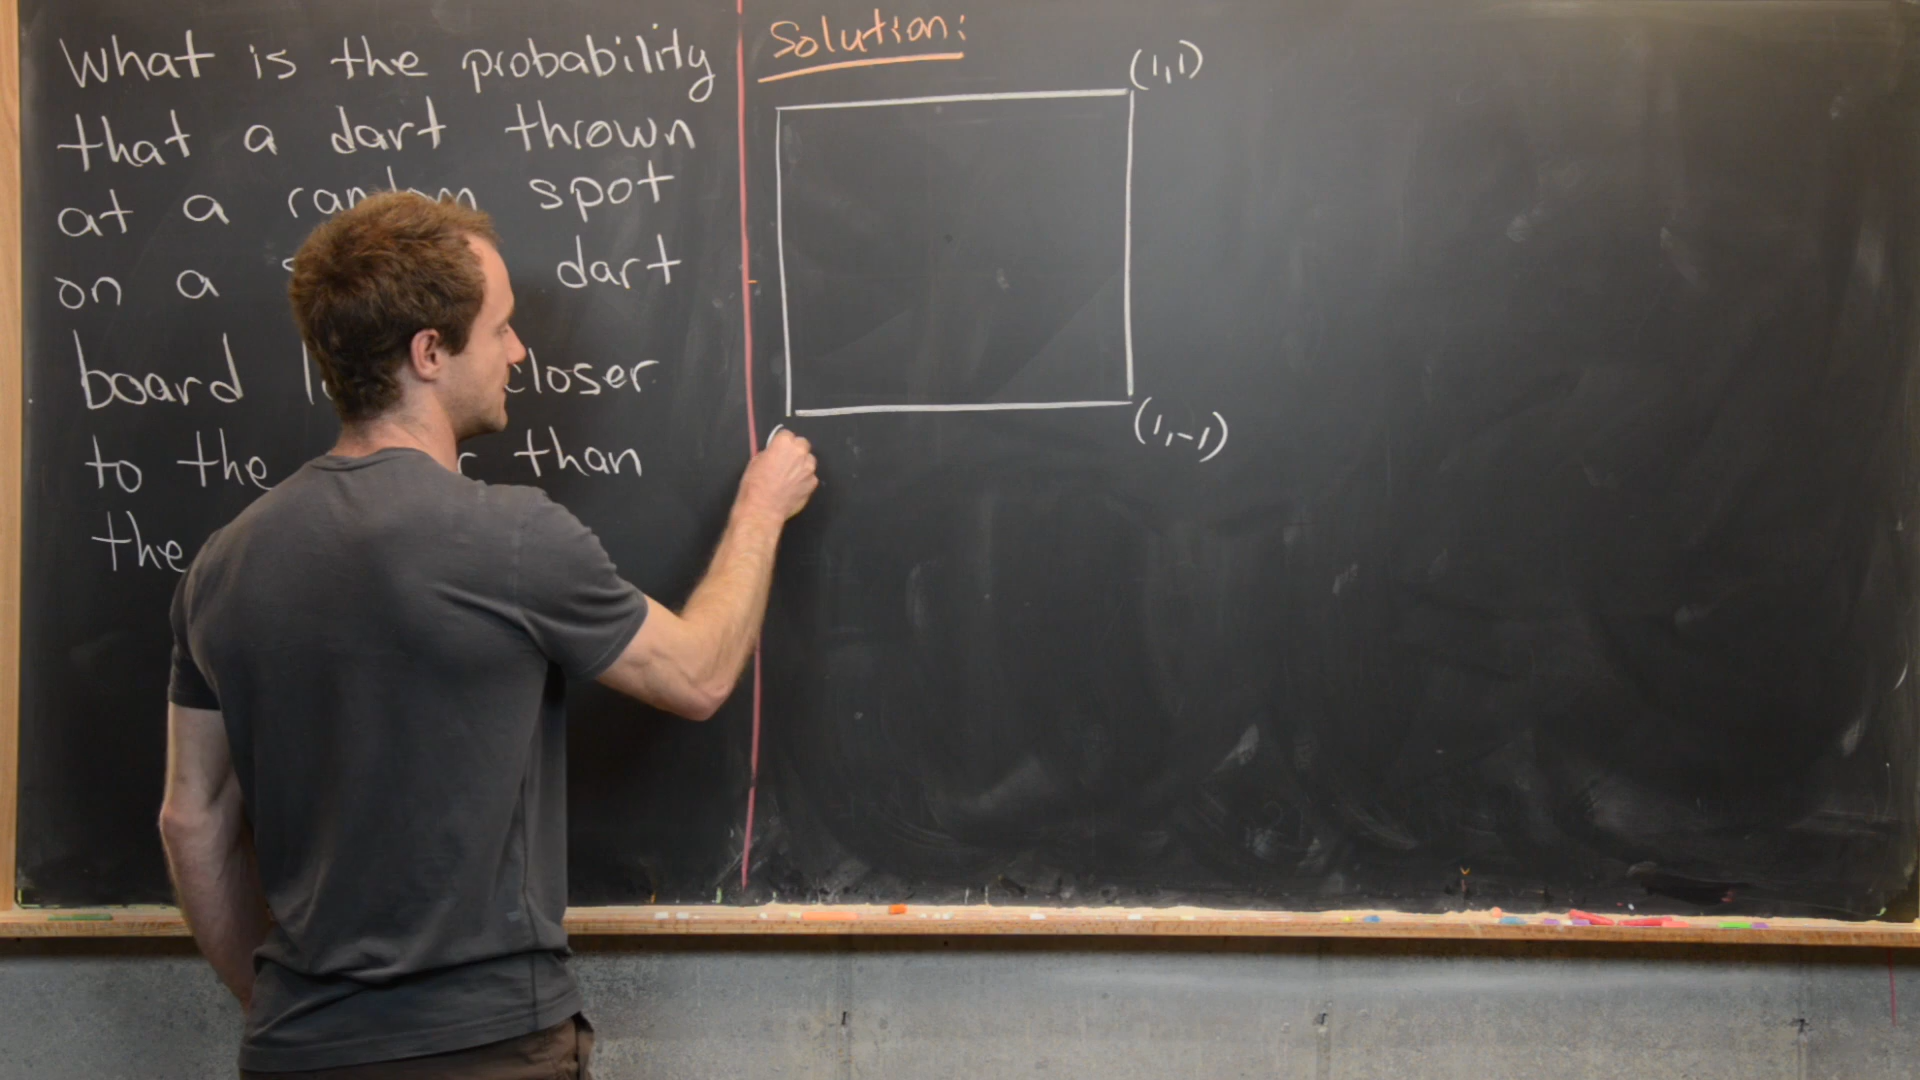 What is the probability
that a dart thrown
at a random spot
on a dart
board closer
to the than
the
Solution:
(1,1)
(1,-1)
(